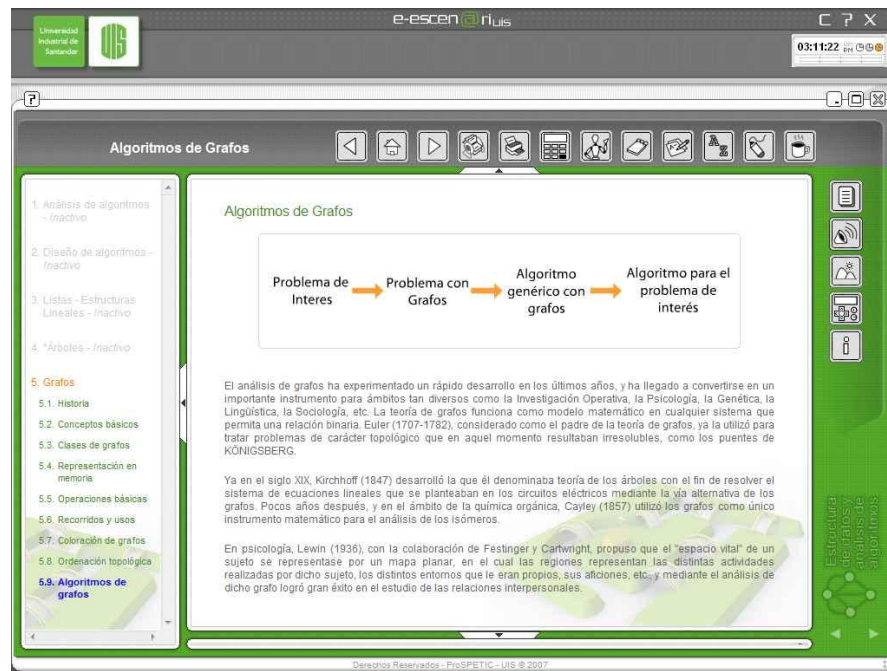 Universidad
Industrial de
Santander
UIS
e-escen@ri uis
C ? X
03:11:22 PM
?
Algoritmos de Grafos
1. Análisis de algoritmos
- Inactivo
2. Diseño de algoritmos -
Inactivo
3. Listas - Estructuras
Lineales - Inactivo
4. *Árboles - Inactivo
5. Grafos
5.1. Historia
5.2. Conceptos básicos
5.3. Clases de grafos
5.4. Representación en
memoria
5.5. Operaciones básicas
5.6. Recorridos y usos
5.7. Coloración de grafos
5.8. Ordenación topológica
5.9. Algoritmos de
grafos
Algoritmos de Grafos
Problema de
Interes
Problema con
Grafos
Algoritmo
genérico con
grafos
Algoritmo para el
problema de
interés
El análisis de grafos ha experimentado un rápido desarrollo en los últimos años, y ha llegado a convertirse en un
importante instrumento para ámbitos tan diversos como la Investigación Operativa, la Psicología, la Genética, la
Lingüística, la Sociología, etc. La teoría de grafos funciona como modelo matemático en cualquier sistema que
permita una relación binaria. Euler (1707-1782), considerado como el padre de la teoría de grafos, ya la utilizó para
tratar problemas de carácter topológico que en aquel momento resultaban irresolubles, como los puentes de
KÖNIGSBERG.
Ya en el siglo XIX, Kirchhoff (1847) desarrolló la que él denominaba teoría de los árboles con el fin de resolver el
sistema de ecuaciones lineales que se planteaban en los circuitos eléctricos mediante la vía alternativa de los
grafos. Pocos años después, y en el ámbito de la química orgánica, Cayley (1857) utilizó los grafos como único
instrumento matemático para el análisis de los isómeros.
En psicología, Lewin (1936), con la colaboración de Festinger y Cartwright, propuso que el "espacio vital" de un
sujeto se representase por un mapa planar, en el cual las regiones representan las distintas actividades
realizadas por dicho sujeto, los distintos entornos que le eran propios, sus aficiones, etc., y mediante el análisis de
dicho grafo logró gran éxito en el estudio de las relaciones interpersonales.
Estructura
de datos y
análisis de
algoritmos
Derechos Reservados - ProSPETIC - UIS © 2007